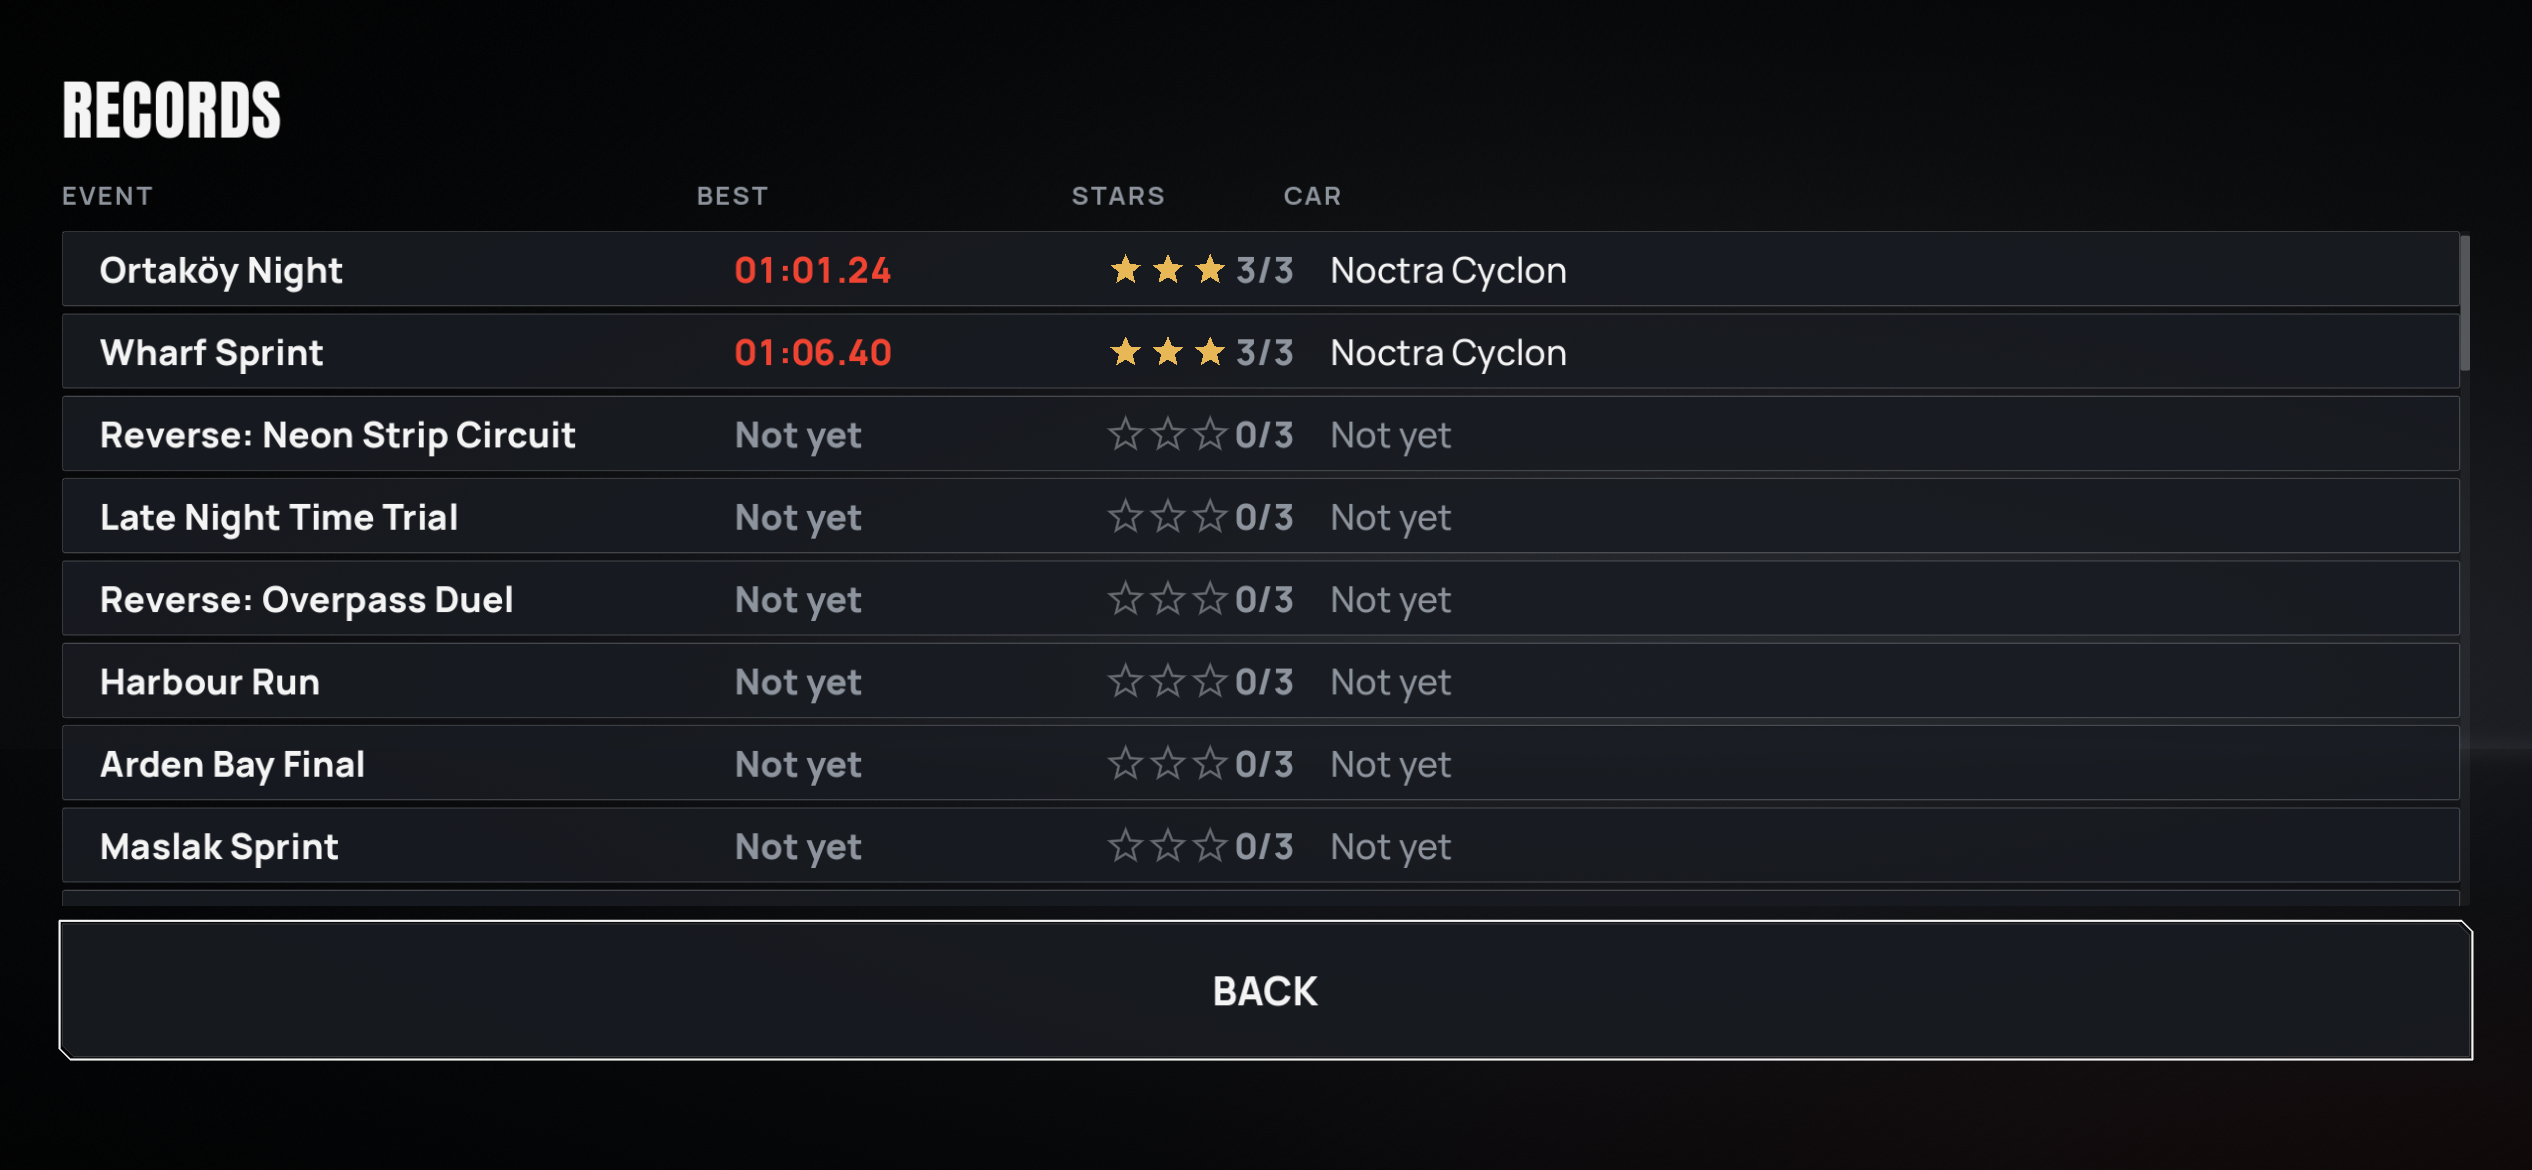 RECORDS
EVENT BEST STARS CAR
Ortaköy Night 01:01.24 ★ ★ ★ 3/3 Noctra Cyclon
Wharf Sprint 01:06.40 ★ ★ ★ 3/3 Noctra Cyclon
Reverse: Neon Strip Circuit Not yet ☆☆☆ 0/3 Not yet
Late Night Time Trial Not yet ☆☆☆ 0/3 Not yet
Reverse: Overpass Duel Not yet ☆☆☆ 0/3 Not yet
Harbour Run Not yet ☆☆☆ 0/3 Not yet
Arden Bay Final Not yet ☆☆☆ 0/3 Not yet
Maslak Sprint Not yet ☆☆☆ 0/3 Not yet
BACK